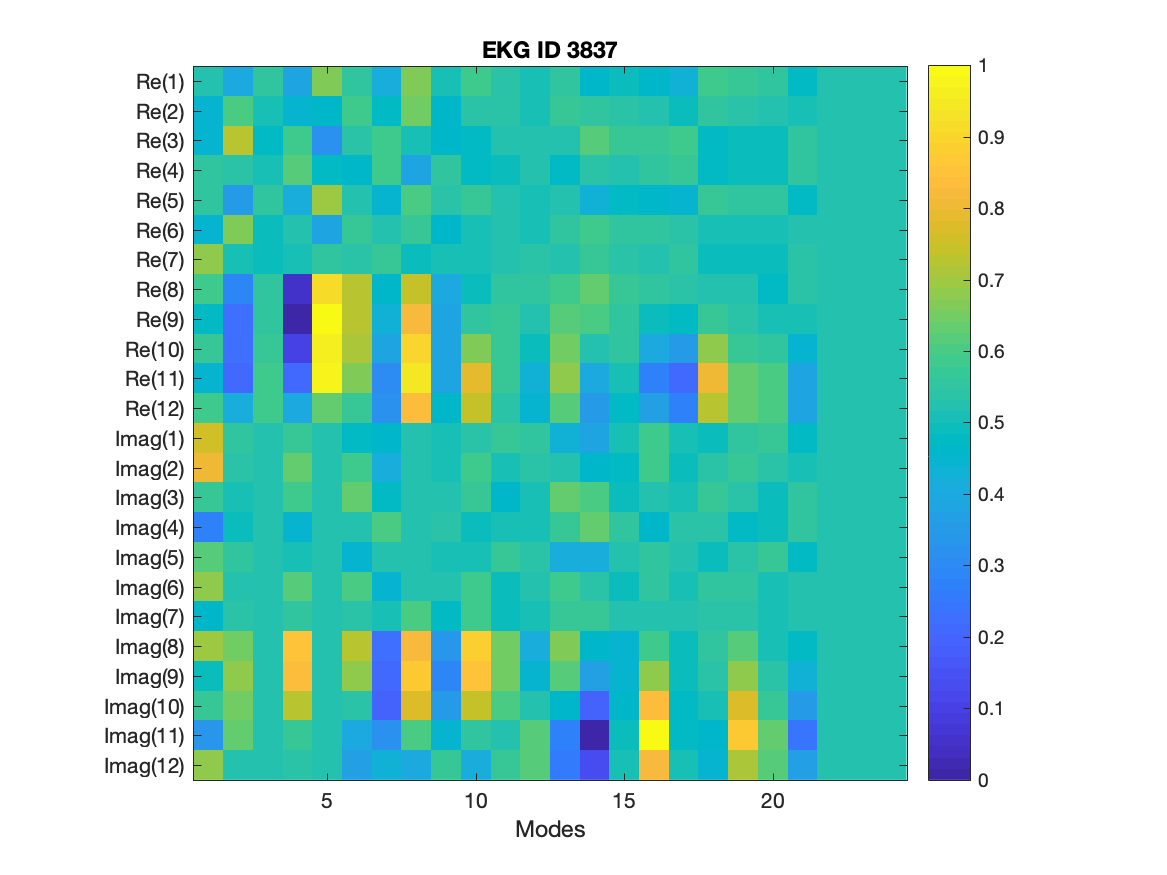 EKG ID 3837
Re(1)
Re(2)
Re(3)
Re(4)
Re(5)
Re(6)
Re(7)
Re(8)
Re(9)
Re(10)
Re(11)
Re(12)
Imag(1)
Imag(2)
Imag(3)
Imag(4)
Imag(5)
Imag(6)
Imag(7)
Imag(8)
Imag(9)
Imag(10)
Imag(11)
Imag(12)
5 10 15 20
Modes
1
0.9
0.8
0.7
0.6
0.5
0.4
0.3
0.2
0.1
0